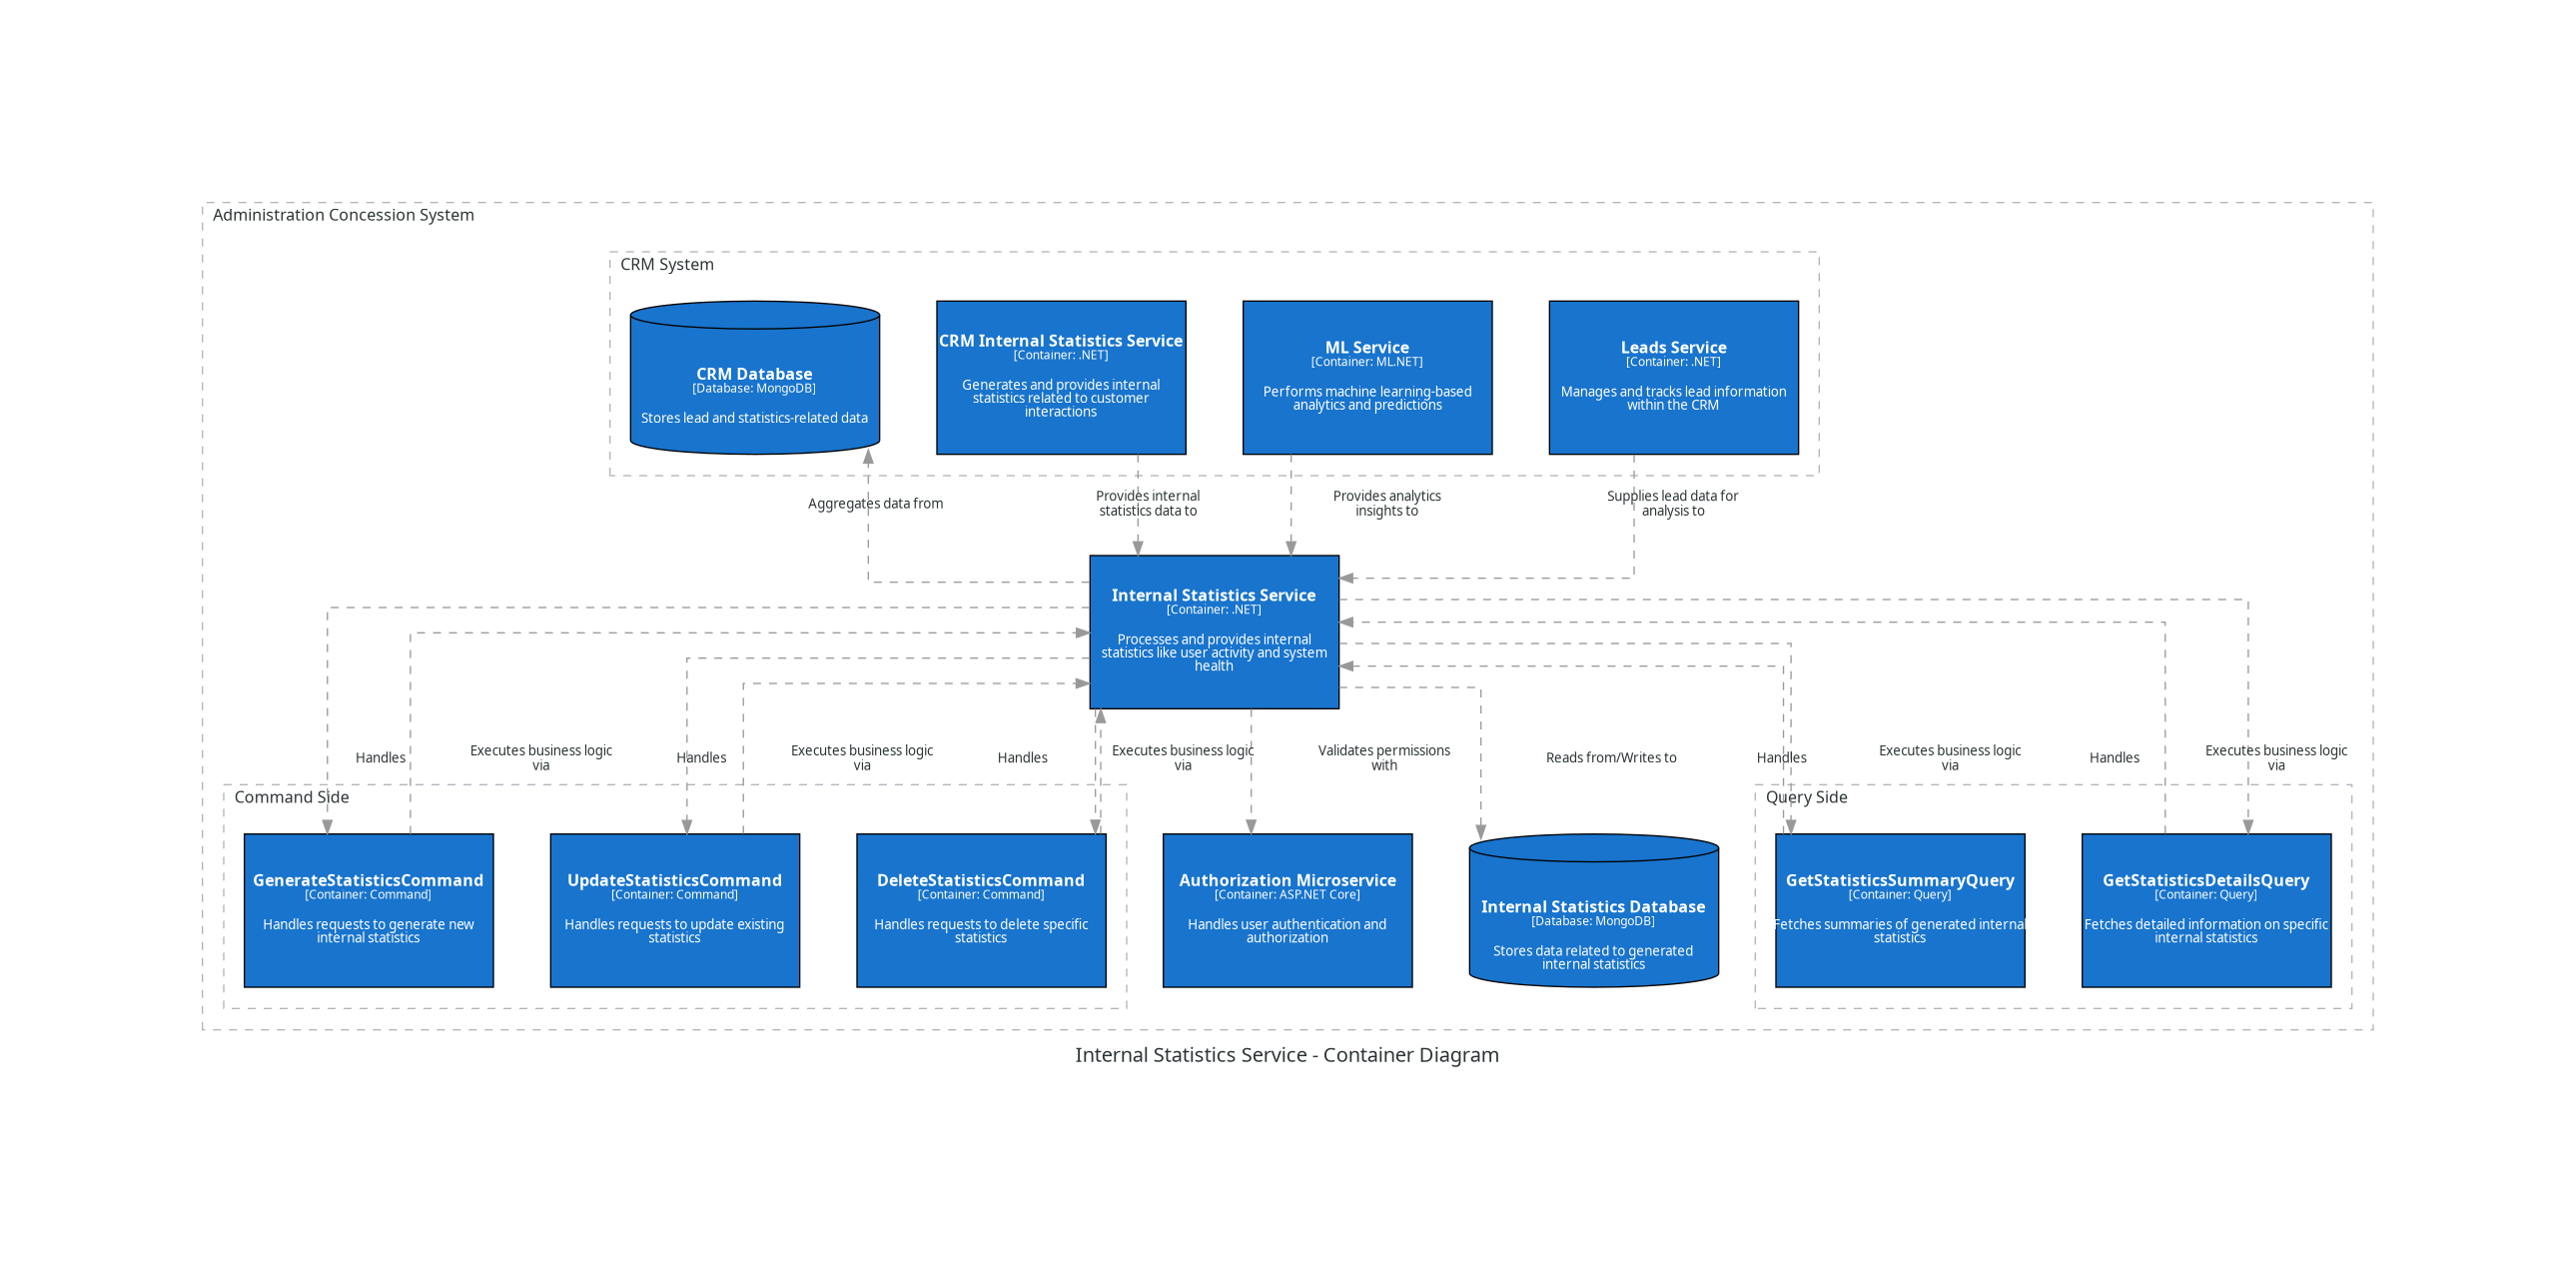 Administration Concession System
CRM System
CRM Database
[Database: MongoDB]
Stores lead and statistics-related data
CRM Internal Statistics Service
[Container: .NET]
Generates and provides internal
statistics related to customer
interactions
ML Service
[Container: ML.NET]
Performs machine learning-based
analytics and predictions
Leads Service
[Container: .NET]
Manages and tracks lead information
within the CRM
Aggregates data from
Provides internal
statistics data to
Provides analytics
insights to
Supplies lead data for
analysis to
Internal Statistics Service
[Container: .NET]
Processes and provides internal
statistics like user activity and system
health
Handles
Executes business logic
via
Handles
Executes business logic
via
Handles
Executes business logic
via
Validates permissions
with
Reads from/Writes to
Handles
Executes business logic
via
Handles
Executes business logic
via
Command Side
GenerateStatisticsCommand
[Container: Command]
Handles requests to generate new
internal statistics
UpdateStatisticsCommand
[Container: Command]
Handles requests to update existing
statistics
DeleteStatisticsCommand
[Container: Command]
Handles requests to delete specific
statistics
Authorization Microservice
[Container: ASP.NET Core]
Handles user authentication and
authorization
Internal Statistics Database
[Database: MongoDB]
Stores data related to generated
internal statistics
Query Side
GetStatisticsSummaryQuery
[Container: Query]
Fetches summaries of generated internal
statistics
GetStatisticsDetailsQuery
[Container: Query]
Fetches detailed information on specific
internal statistics
Internal Statistics Service - Container Diagram